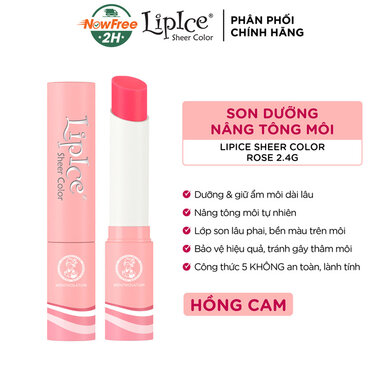 NowFree
2H
LIPICE®
Sheer Color
PHÂN PHỐI
CHÍNH HÃNG
SON DƯỠNG
NÂNG TÔNG MÔI
LIPICE SHEER COLOR
ROSE 2.4G
Dưỡng & giữ ẩm môi dài lâu
Nâng tông môi tự nhiên
Lớp son lâu phai, bền màu trên môi
Bảo vệ hiệu quả, tránh gây thâm môi
Công thức 5 KHÔNG an toàn, lành tính
HỒNG CAM
LipIce
Sheer Color